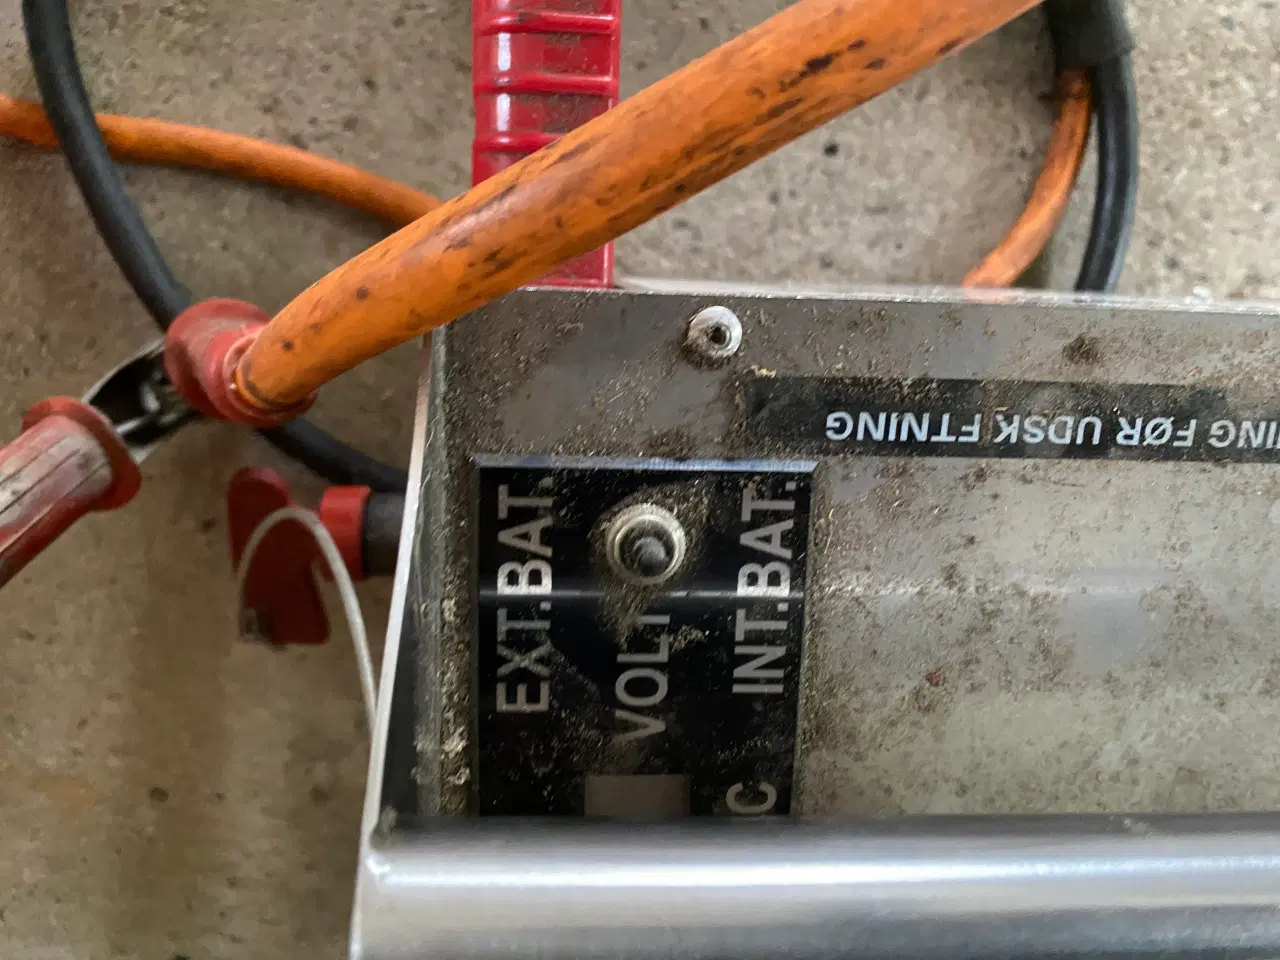 ING FØR UDSK FTNING
EXT.BAT.
VOLT
INT.BAT.